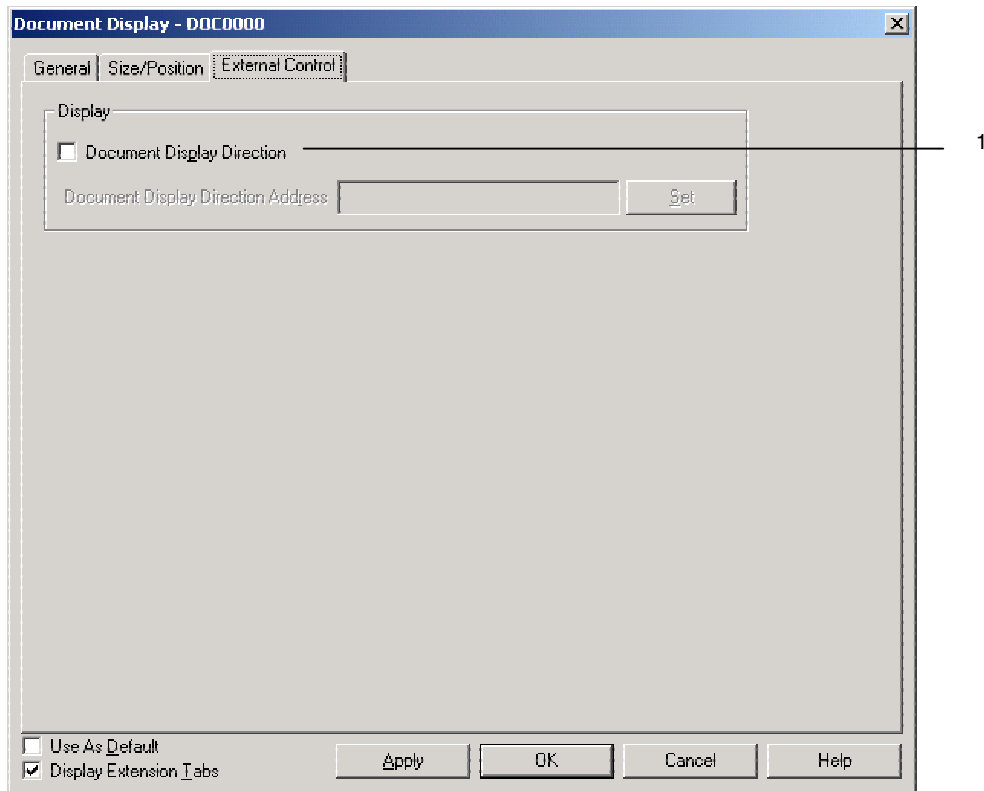 Document Display - DOC0000
General Size/Position External Control
Display
Document Display Direction
1
Document Display Direction Address Set
Use As Default
Display Extension Tabs
Apply OK Cancel Help